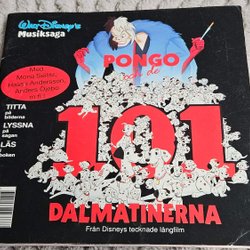 WALT DISNEY'S
Musiksaga
PONGO
och de
Med
Mona Seilitz,
Hans
Andersson,
Anders Öjebo
m fl
101
TITTA
på
bilderna
LYSSNA
på
sagan
LÄS
boken
DALMATINERNA
Från Disneys tecknade långfilm